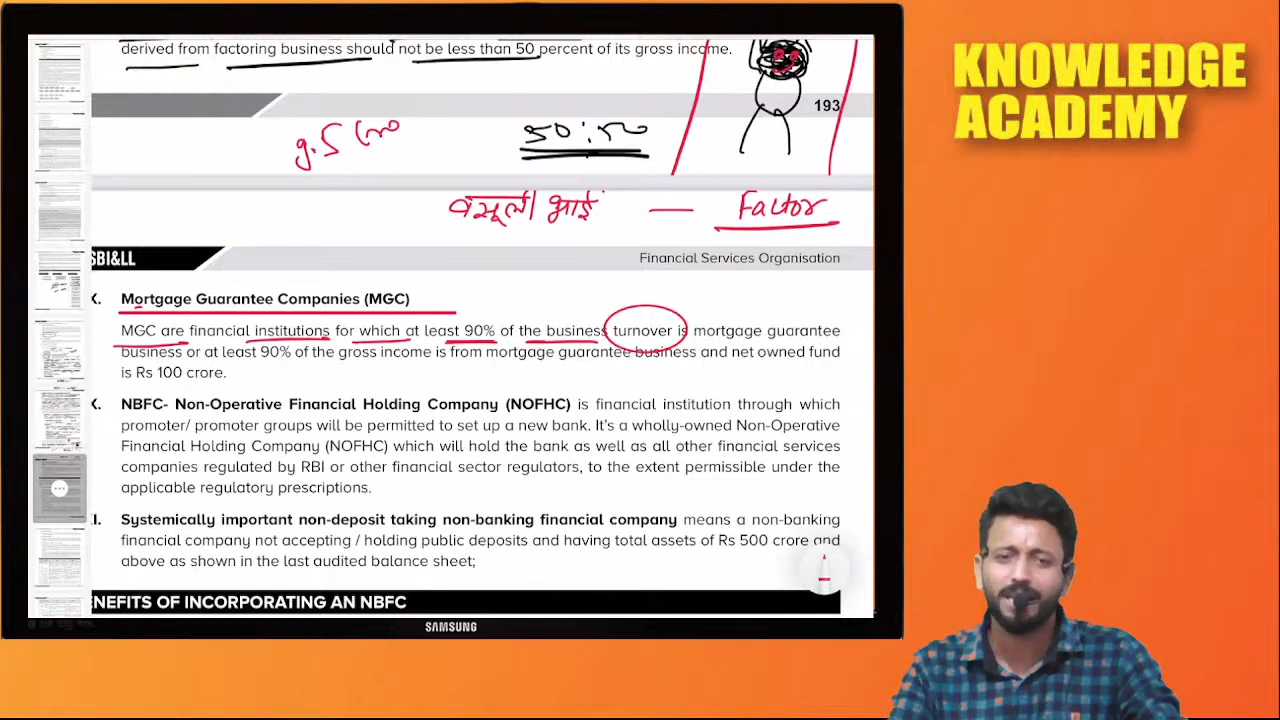 derived from factoring business should not be less than 50 percent of its gross income.
KNOWLEDGE
ACADEMY
193
50:50
वसूली भाई — Factor
SBI&LL
Financial Services Organisation
X. Mortgage Guarantee Companies (MGC)
MGC are financial institutions for which at least 90% of the business turnover is mortgage guarantee
business or at least 90% of the gross income is from mortgage guarantee business and net owned fund
is RS 100 crore.
X. NBFC- Non-Operative Financial Holding Company (NOFHC) is financial institution through which
promoter/ promoter groups will be permitted to set up a new bank. It's a wholly-owned Non-Operative
Financial Holding Company (NOFHC) which will hold the bank as well as all other financial services
companies regulated by RBI or other financial sector regulators, to the extent permissible under the
applicable regulatory prescriptions.
XI. Systemically important non-deposit taking non-banking financial company means a non-banking
financial company not accepting / holding public deposits and having total assets of Rs 500 crore and
above as shown in the last audited balance sheet;
ENEFITS OF INCORPORATION AN NBFC
SAMSUNG